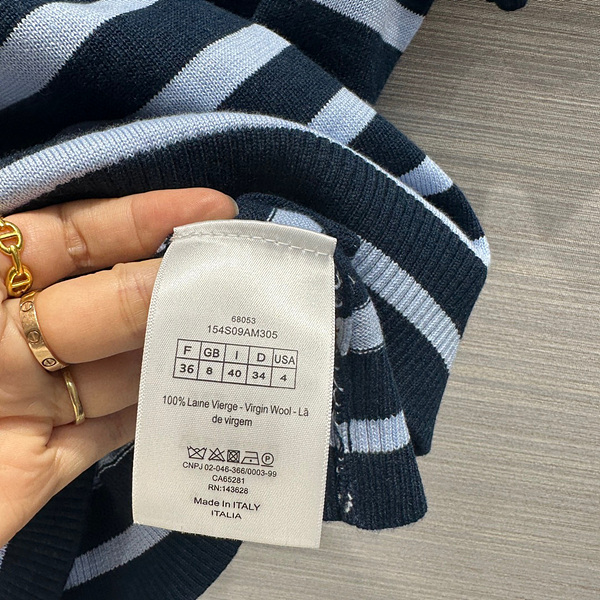 68053
154S09AM305
F GB I D USA
36 8 40 34 4
100% Laine Vierge - Virgin Wool - Lã
de virgem
P
CNPJ 02-046-366/0003-99
CA65281
RN:143628
Made In ITALY
ITALIA